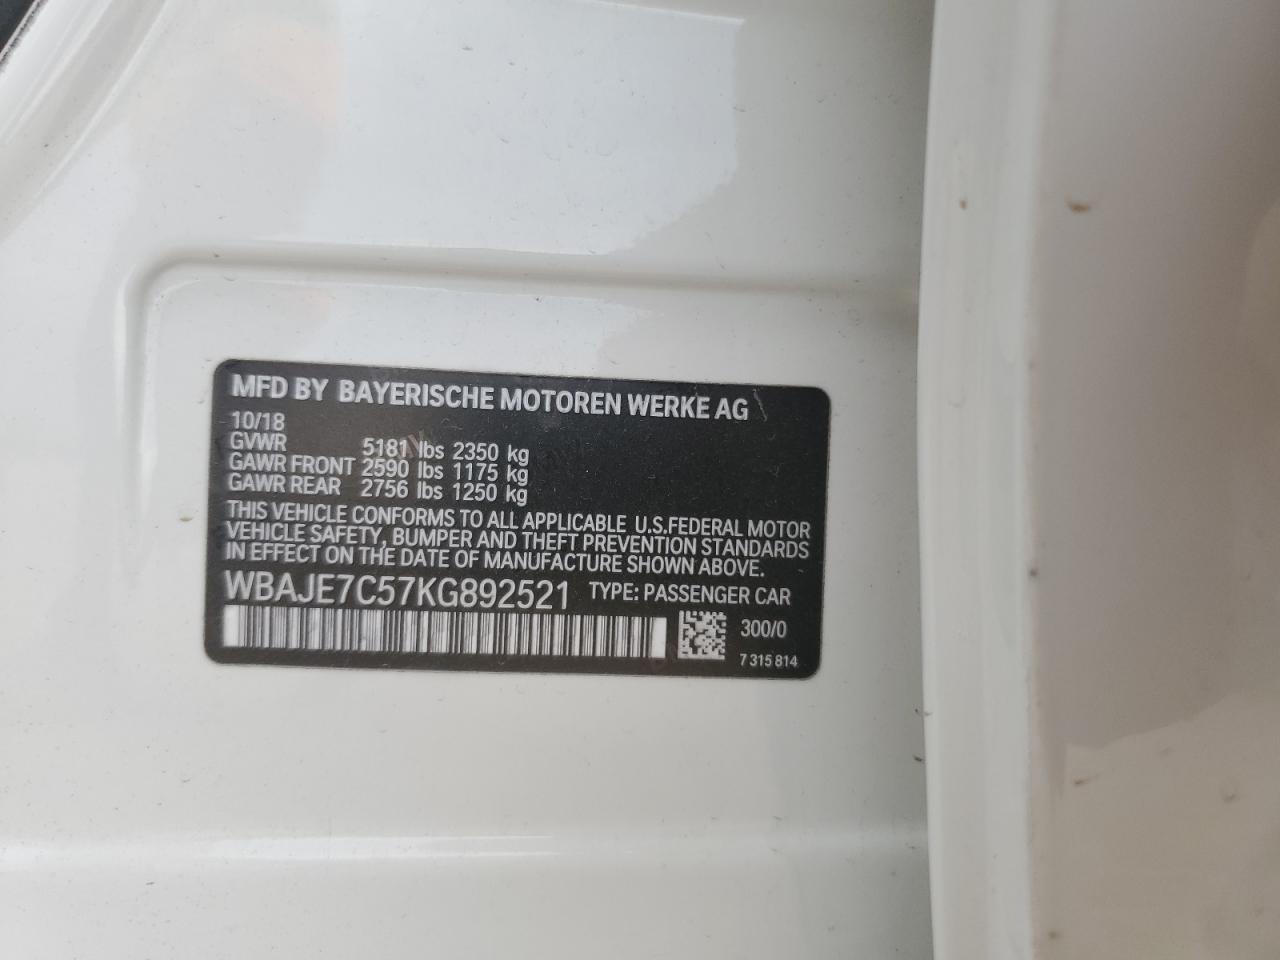 MFD BY BAYERISCHE MOTOREN WERKE AG
10/18
GVWR 5181 lbs 2350 kg
GAWR FRONT 2590 lbs 1175 kg
GAWR REAR 2756 lbs 1250 kg
THIS VEHICLE CONFORMS TO ALL APPLICABLE U.S.FEDERAL MOTOR
VEHICLE SAFETY, BUMPER AND THEFT PREVENTION STANDARDS
IN EFFECT ON THE DATE OF MANUFACTURE SHOWN ABOVE.
WBAJE7C57KG892521 TYPE: PASSENGER CAR
300/0
7 315 814